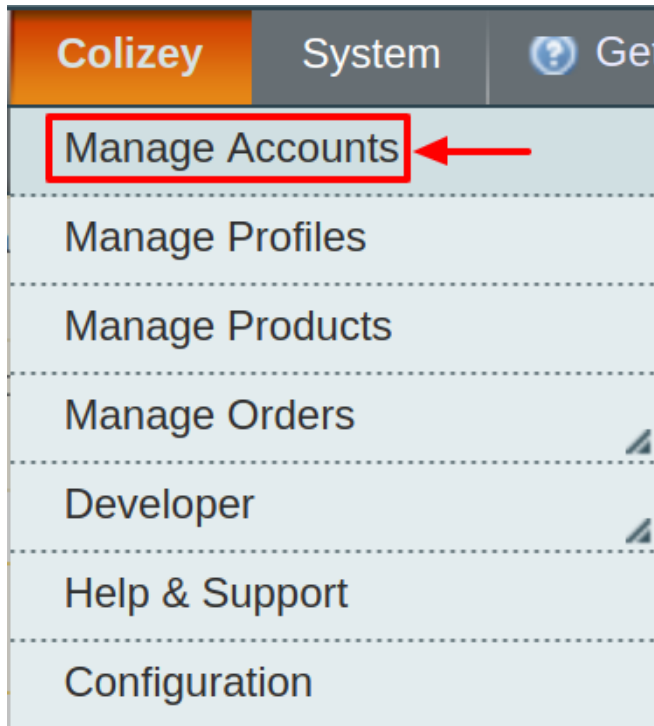 Colizey System
Manage Accounts
Manage Profiles
Manage Products
Manage Orders
Developer
Help & Support
Configuration